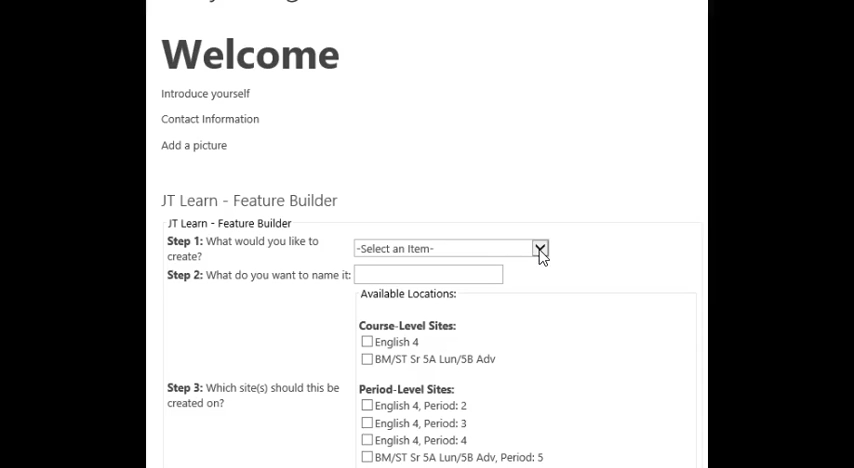 Welcome
Introduce yourself
Contact Information
Add a picture
JT Learn - Feature Builder
JT Learn - Feature Builder
Step 1: What would you like to create?
-Select an Item-
Step 2: What do you want to name it:
Available Locations:
Course-Level Sites:
English 4
BM/ST Sr 5A Lun/5B Adv
Step 3: Which site(s) should this be created on?
Period-Level Sites:
English 4, Period: 2
English 4, Period: 3
English 4, Period: 4
BM/ST Sr 5A Lun/5B Adv, Period: 5